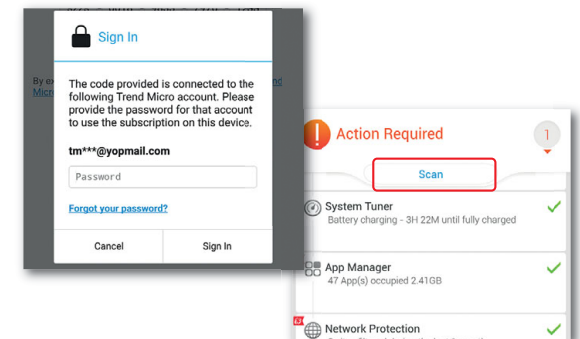 Sign In
By ex
Micr
The code provided is connected to the
following Trend Micro account. Please
provide the password for that account
to use the subscription on this device.
tm***@yopmail.com
Password
Forgot your password?
Cancel
Sign In
Action Required
1
Scan
System Tuner
Battery charging - 3H 22M until fully charged
App Manager
47 App(s) occupied 2.41GB
Network Protection